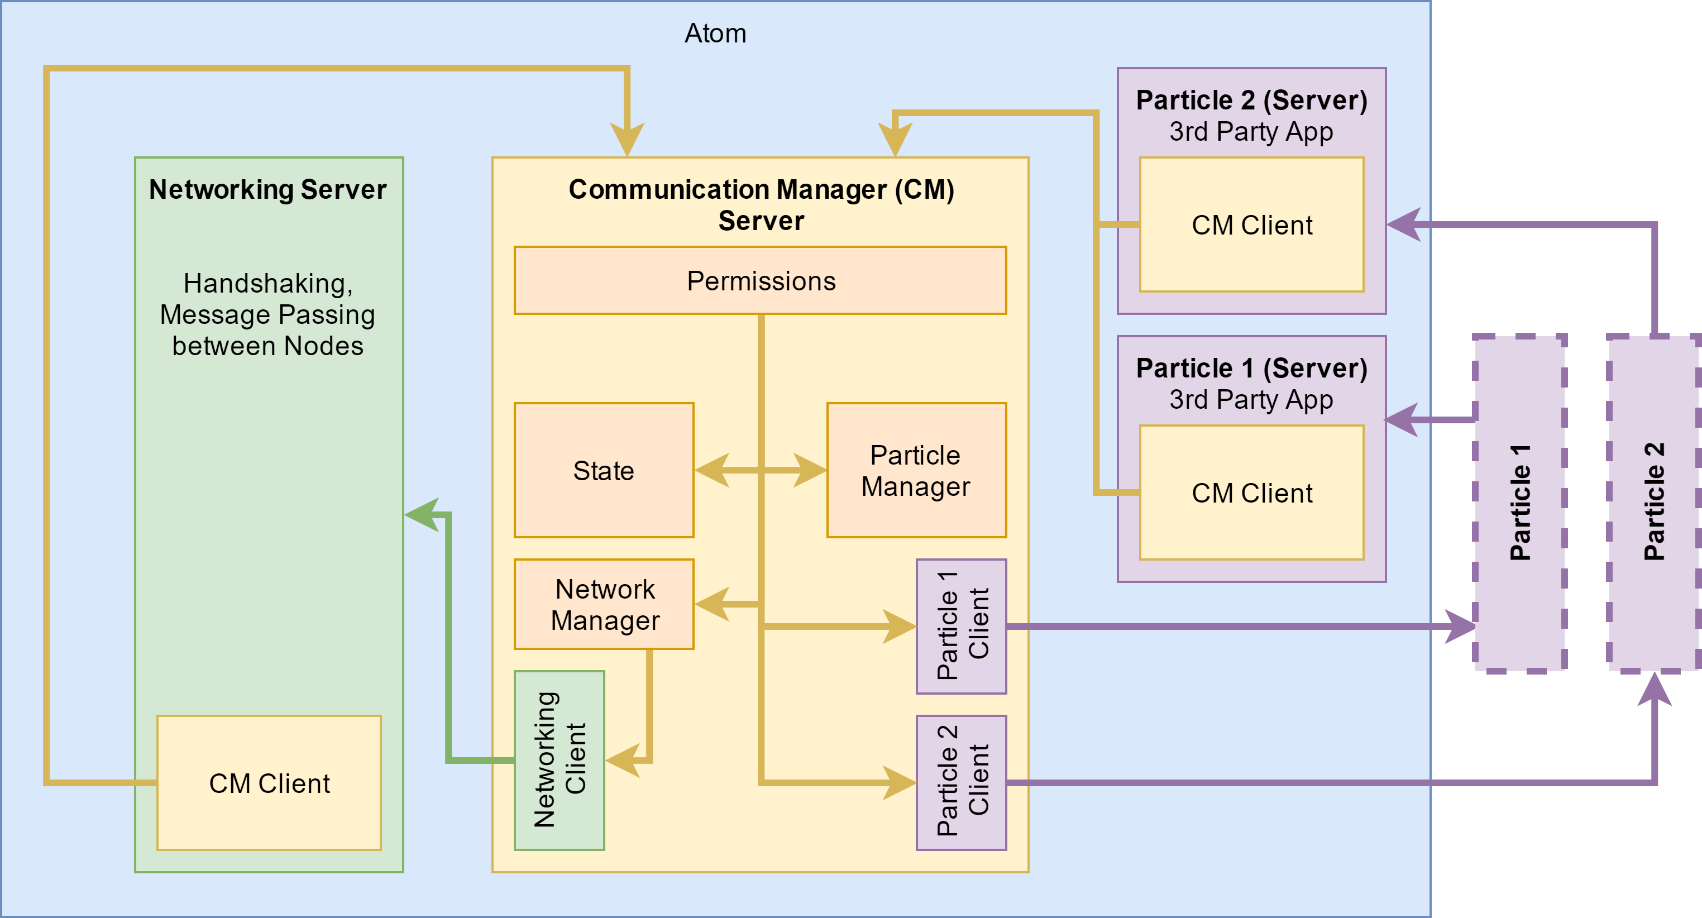 Atom
Networking Server
Handshaking,
Message Passing
between Nodes
CM Client
Communication Manager (CM)
Server
Permissions
State
Particle
Manager
Network
Manager
Networking
Client
Particle 1
Client
Particle 2
Client
Particle 2 (Server)
3rd Party App
CM Client
Particle 1 (Server)
3rd Party App
CM Client
Particle 1
Particle 2